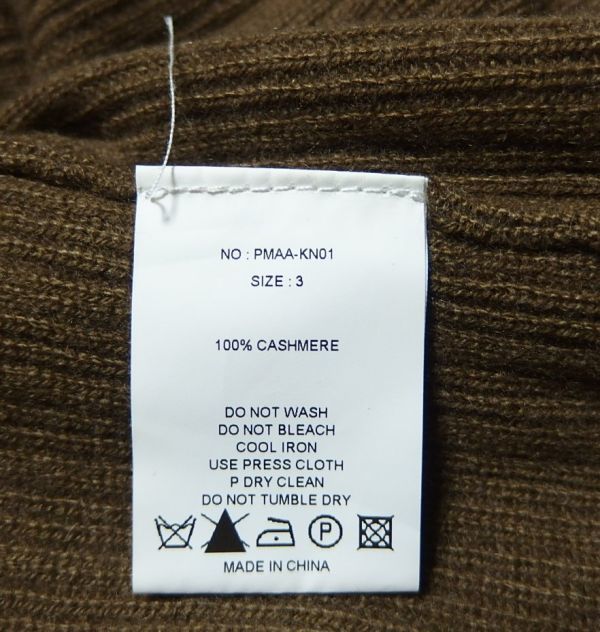 NO : PMAA-KN01
SIZE : 3
100% CASHMERE
DO NOT WASH
DO NOT BLEACH
COOL IRON
USE PRESS CLOTH
P DRY CLEAN
DO NOT TUMBLE DRY
P
MADE IN CHINA